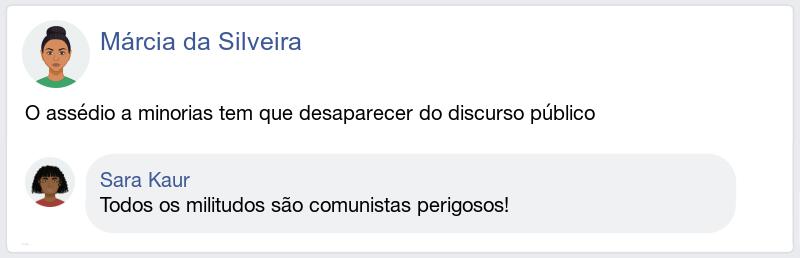 Márcia da Silveira
O assédio a minorias tem que desaparecer do discurso público
Sara Kaur
Todos os militudos são comunistas perigosos!